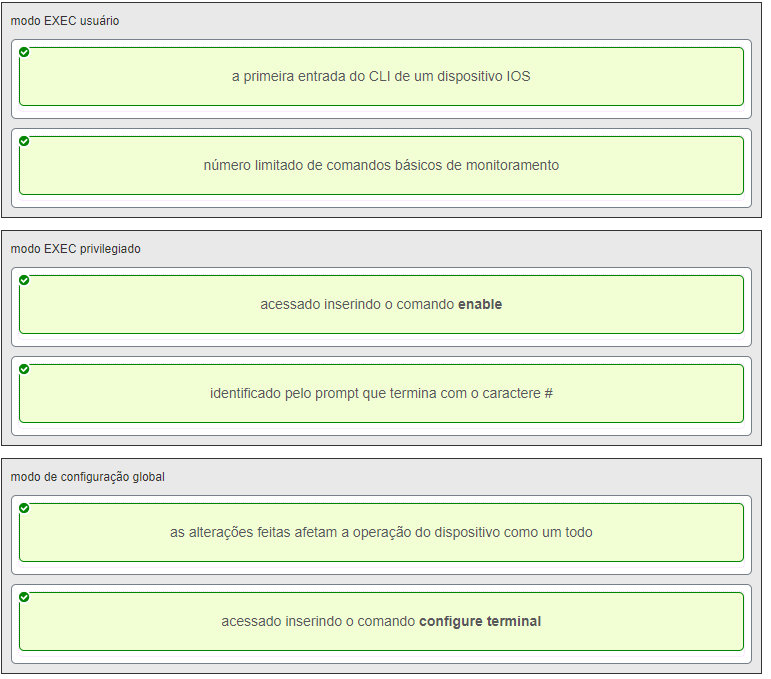 modo EXEC usuário
a primeira entrada do CLI de um dispositivo IOS
número limitado de comandos básicos de monitoramento
modo EXEC privilegiado
acessado inserindo o comando enable
identificado pelo prompt que termina com o caractere #
modo de configuração global
as alterações feitas afetam a operação do dispositivo como um todo
acessado inserindo o comando configure terminal